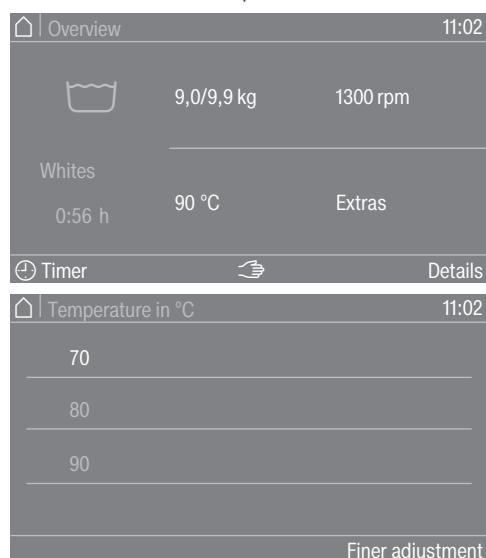 Overview 11:02
9,0/9,9 kg 1300 rpm
Whites
0:56 h
90 °C Extras
Timer Details
Temperature in °C 11:02
70
80
90
Finer adjustment